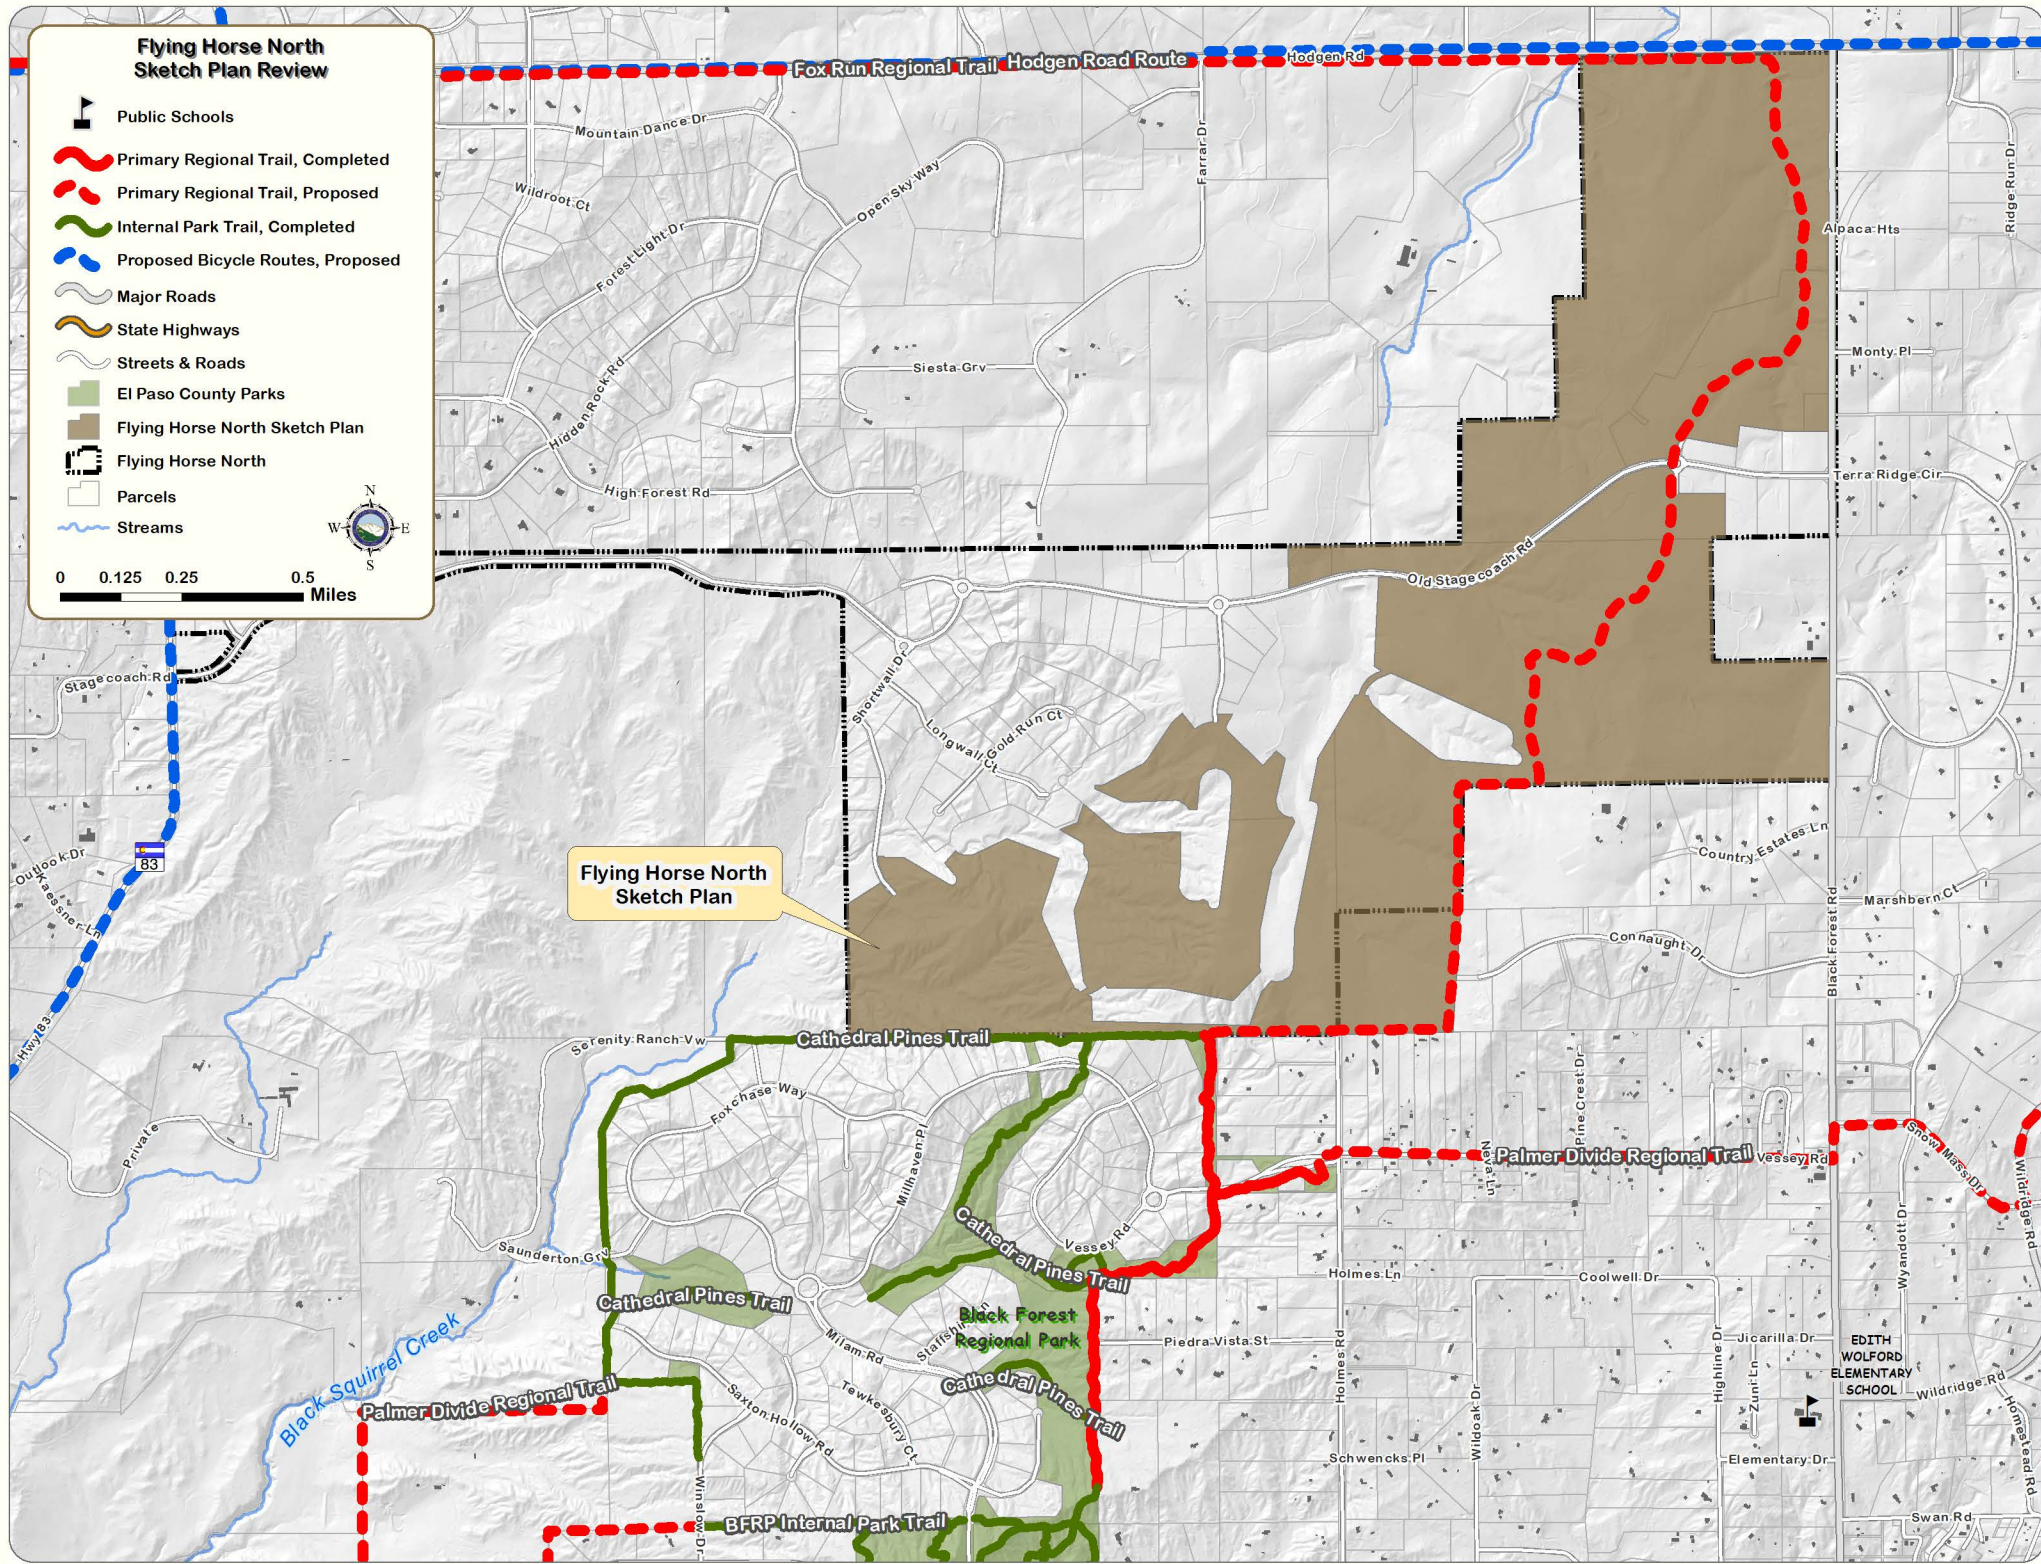 Flying Horse North
Sketch Plan Review
Public Schools
Primary Regional Trail, Completed
Primary Regional Trail, Proposed
Internal Park Trail, Completed
Proposed Bicycle Routes, Proposed
Major Roads
State Highways
Streets & Roads
El Paso County Parks
Flying Horse North Sketch Plan
Flying Horse North
Parcels
Streams
N
W
E
S
0 0.125 0.25 0.5
Miles
Fox Run Regional Trail
Hodgen Road Route
Hodgen Rd
Mountain Dance Dr
Wildroot Ct
Open Sky Way
Farrar Dr
Ridge Run Dr
Forest Light Dr
Alpaca Hts
Hidden Rock Rd
Siesta Grv
Monty Pl
High Forest Rd
Terra Ridge Cir
Old Stagecoach Rd
Stagecoach Rd
Shortwall Dr
Longwall Ct
Gold Run Ct
83
Outlook Dr
Kaessner Ln
Flying Horse North
Sketch Plan
Country Estates Ln
Black Forest Rd
Marshbern Ct
Connaught Dr
Hwy 83
Serenity Ranch Vw
Cathedral Pines Trail
Foxchase Way
Private
Millhaven Pl
Pine Crest Dr
Neva Ln
Palmer Divide Regional Trail
Vessey Rd
Snow Mass Dr
Wildridge Rd
Wyandott Dr
Saunderton Grv
Cathedral Pines Trail
Vessey Rd
Cathedral Pines Trail
Holmes Ln
Coolwell Dr
Black Forest
Regional Park
Milam Rd
Piedra Vista St
Holmes Rd
Highline Dr
Jicarilla Dr
Zuni Ln
EDITH
WOLFORD
ELEMENTARY
SCHOOL
Wildridge Rd
Homestead Rd
Black Squirrel Creek
Palmer Divide Regional Trail
Saxton Hollow Rd
Tewkesbury Ct
Cathedral Pines Trail
Wildoak Dr
Schwencks Pl
Elementary Dr
Winslow Dr
BFRP Internal Park Trail
Swan Rd